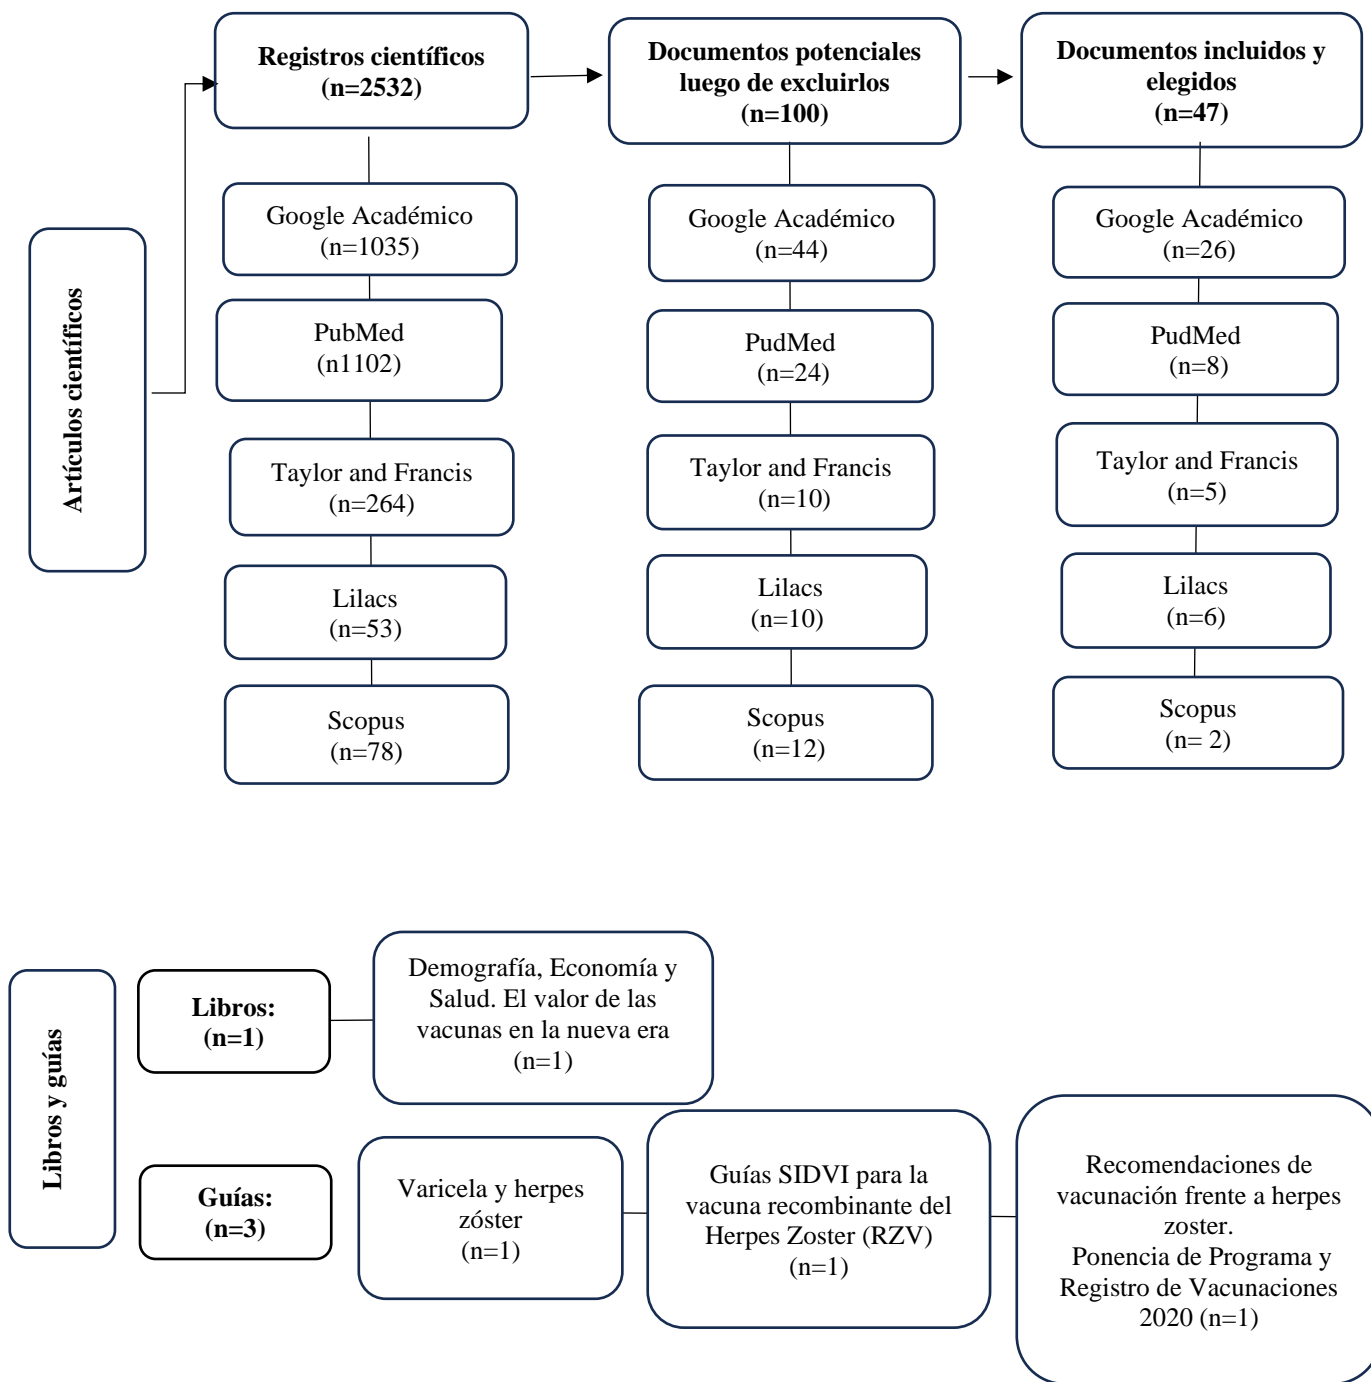 Artículos científicos
Registros científicos
(n=2532)
Google Académico
(n=1035)
PubMed
(n1102)
Taylor and Francis
(n=264)
Lilacs
(n=53)
Scopus
(n=78)
Documentos potenciales
luego de excluirlos
(n=100)
Google Académico
(n=44)
PudMed
(n=24)
Taylor and Francis
(n=10)
Lilacs
(n=10)
Scopus
(n=12)
Documentos incluidos y
elegidos
(n=47)
Google Académico
(n=26)
PudMed
(n=8)
Taylor and Francis
(n=5)
Lilacs
(n=6)
Scopus
(n= 2)
Libros y guías
Libros:
(n=1)
Demografía, Economía y
Salud. El valor de las
vacunas en la nueva era
(n=1)
Guías:
(n=3)
Varicela y herpes
zóster
(n=1)
Guías SIDVI para la
vacuna recombinante del
Herpes Zoster (RZV)
(n=1)
Recomendaciones de
vacunación frente a herpes
zoster.
Ponencia de Programa y
Registro de Vacunaciones
2020 (n=1)